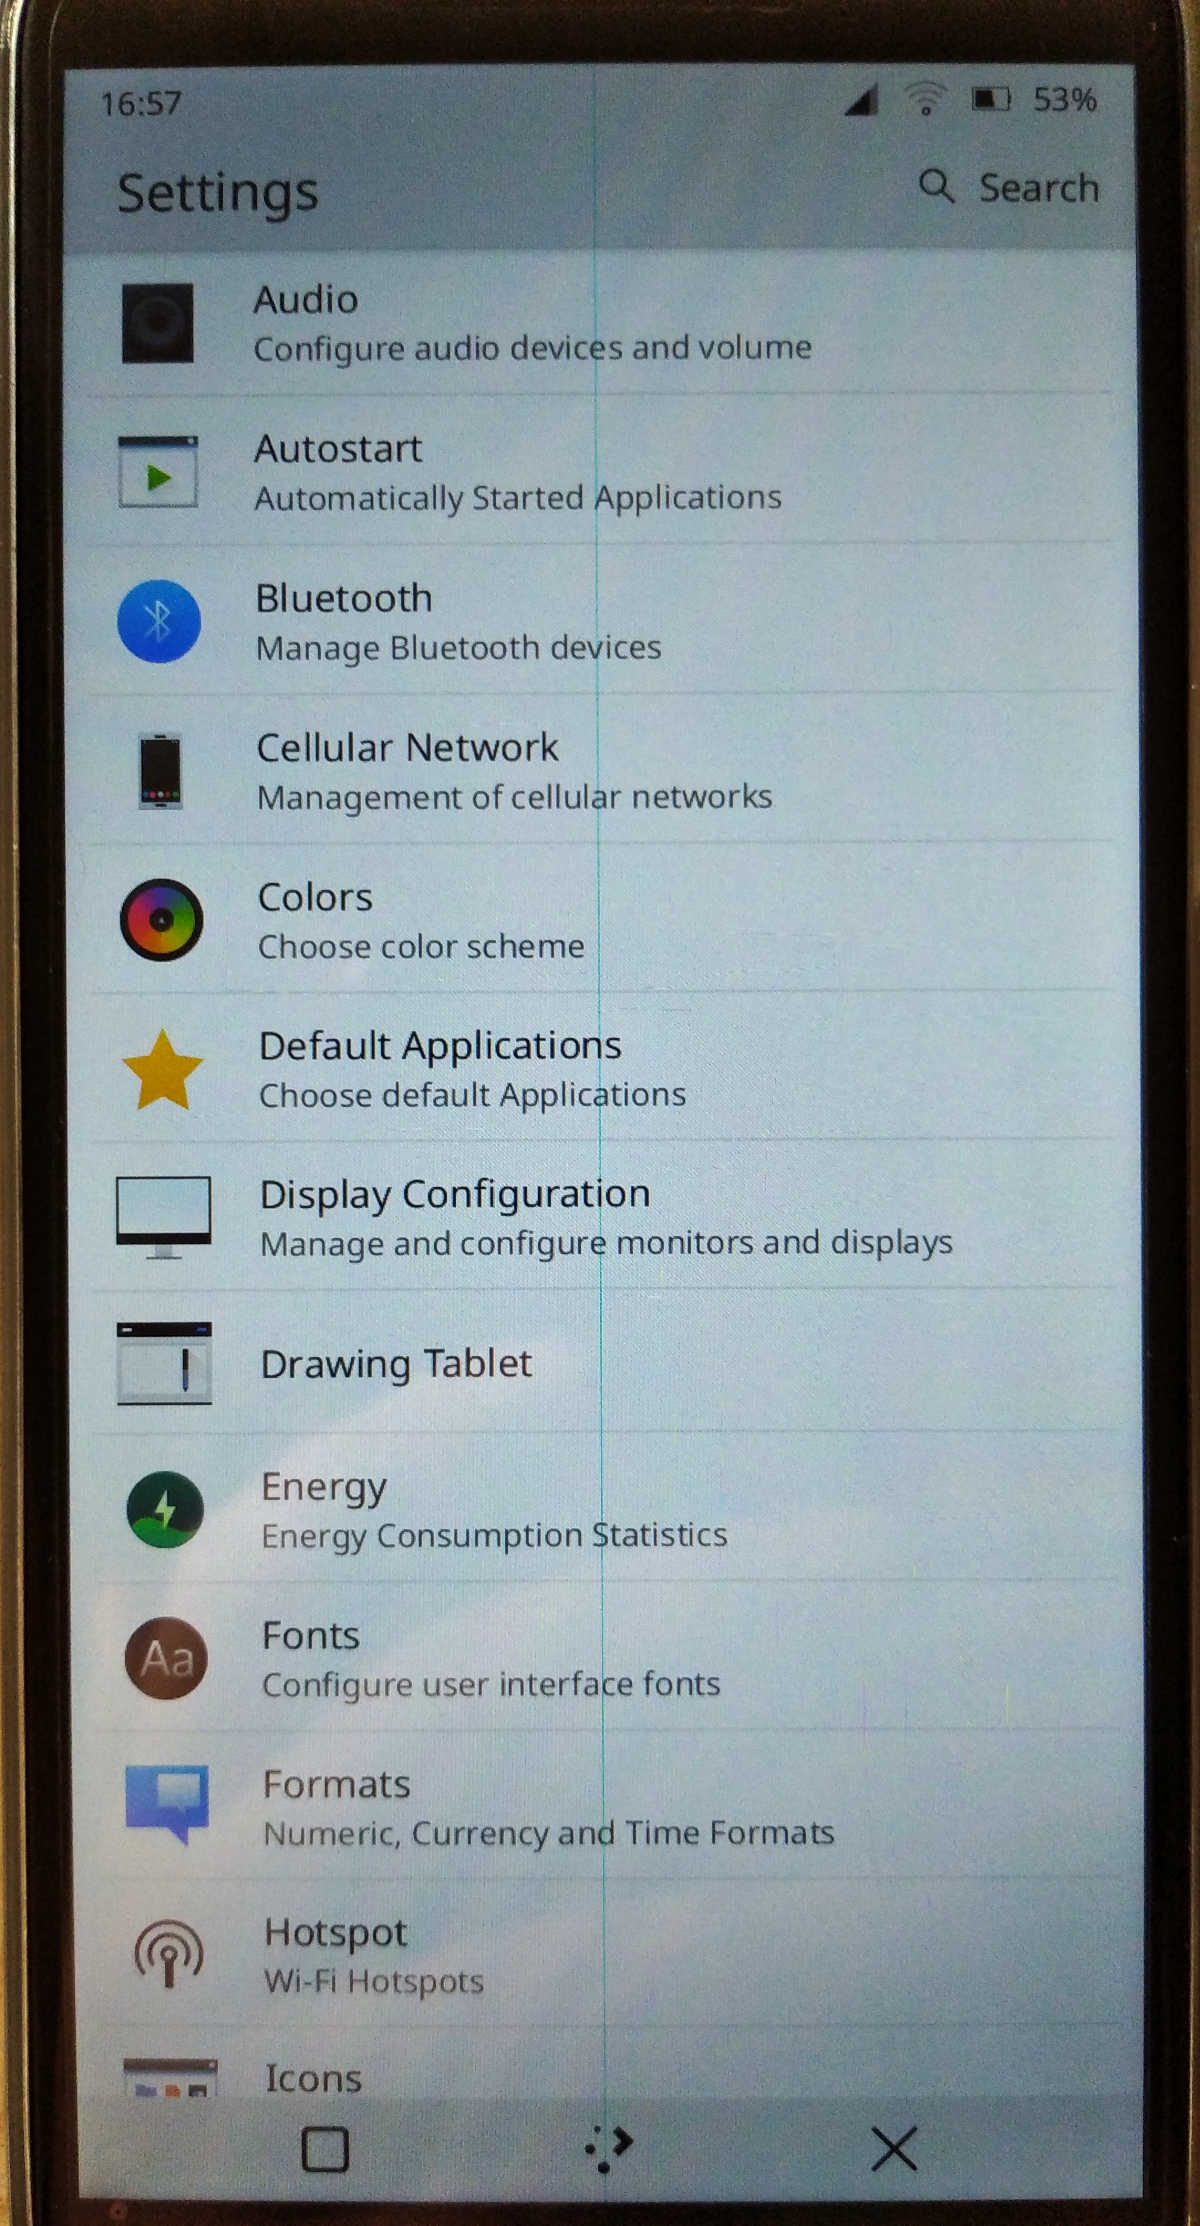 16:57
53%
Settings
Search
Audio
Configure audio devices and volume
Autostart
Automatically Started Applications
Bluetooth
Manage Bluetooth devices
Cellular Network
Management of cellular networks
Colors
Choose color scheme
Default Applications
Choose default Applications
Display Configuration
Manage and configure monitors and displays
Drawing Tablet
Energy
Energy Consumption Statistics
Aa
Fonts
Configure user interface fonts
Formats
Numeric, Currency and Time Formats
Hotspot
Wi-Fi Hotspots
Icons